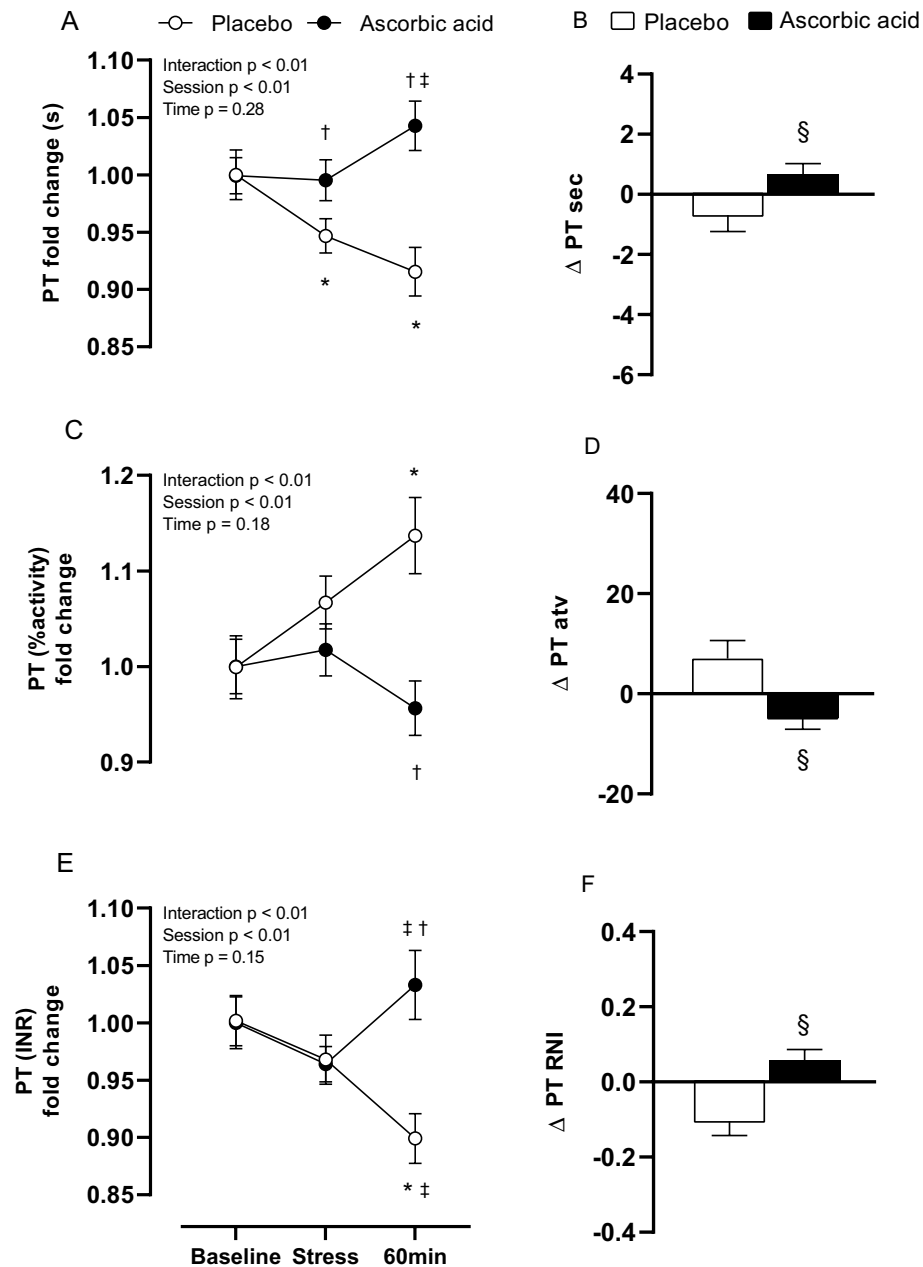 A
Placebo
Ascorbic acid
1.10
1.05
1.00
0.95
0.90
0.85
PT fold change (s)
Interaction p < 0.01
Session p < 0.01
Time p = 0.28
†
† ‡
*
*
B
Placebo
Ascorbic acid
4
2
0
-2
-4
-6
Δ PT sec
§
C
1.2
1.1
1.0
0.9
PT (%activity)
fold change
Interaction p < 0.01
Session p < 0.01
Time p = 0.18
*
†
D
40
20
0
-20
Δ PT atv
§
E
1.10
1.05
1.00
0.95
0.90
0.85
PT (INR)
fold change
Interaction p < 0.01
Session p < 0.01
Time p = 0.15
‡ †
* ‡
Baseline Stress 60min
F
0.4
0.2
0.0
-0.2
-0.4
Δ PT RNI
§